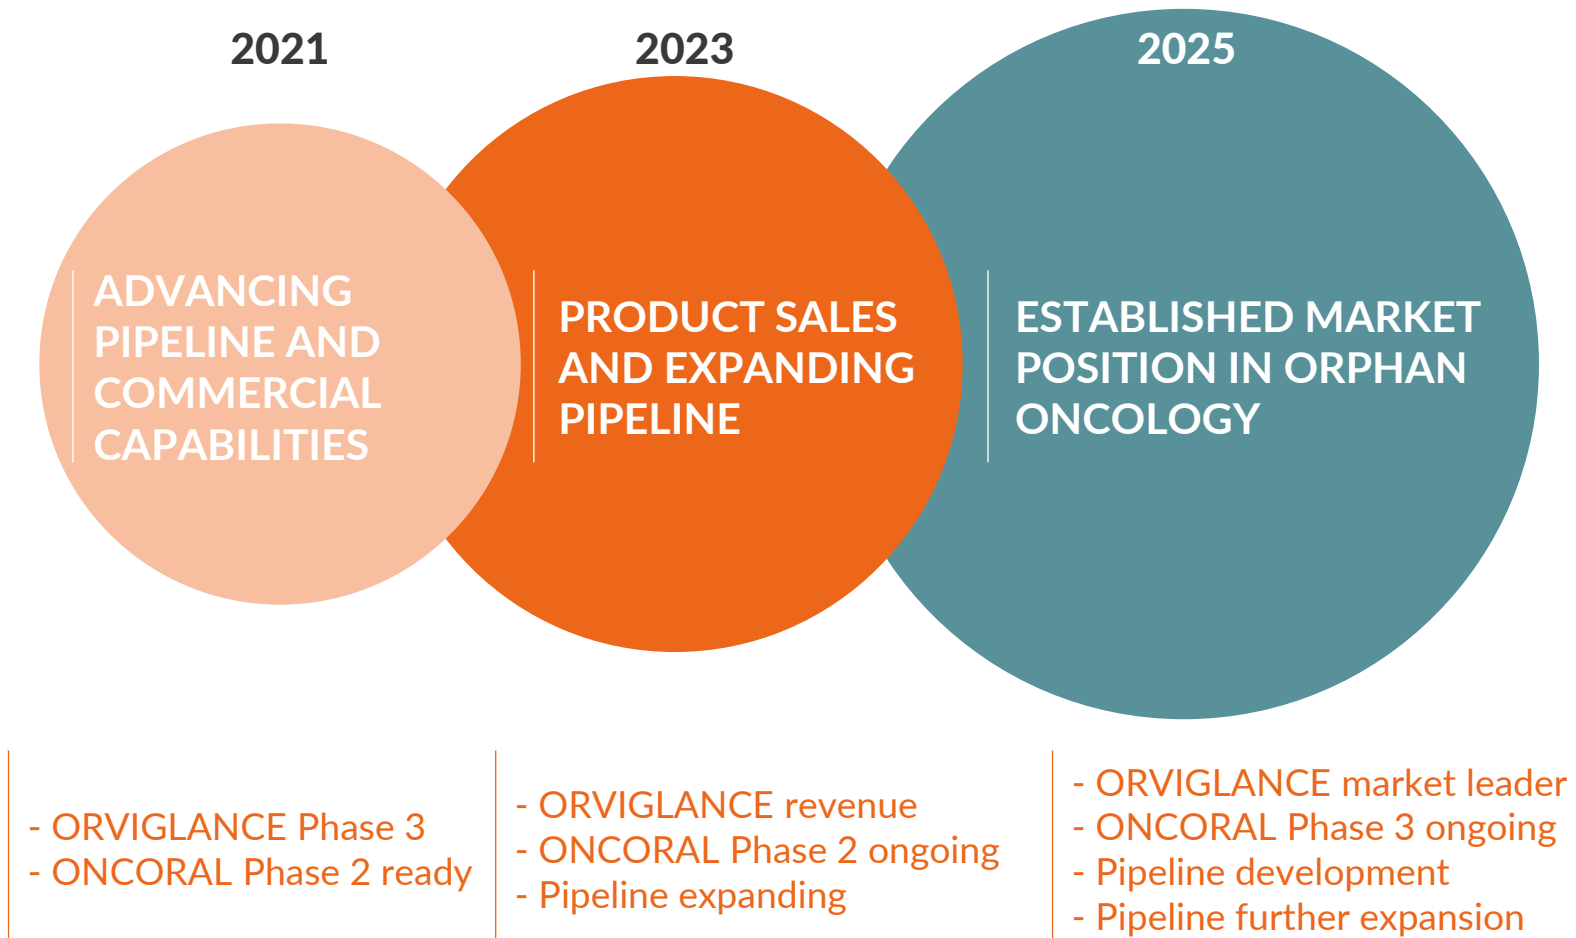 2021
ADVANCING
PIPELINE AND
COMMERCIAL
CAPABILITIES
- ORVIGLANCE Phase 3
- ONCORAL Phase 2 ready
2023
PRODUCT SALES
AND EXPANDING
PIPELINE
- ORVIGLANCE revenue
- ONCORAL Phase 2 ongoing
- Pipeline expanding
2025
ESTABLISHED MARKET
POSITION IN ORPHAN
ONCOLOGY
- ORVIGLANCE market leader
- ONCORAL Phase 3 ongoing
- Pipeline development
- Pipeline further expansion